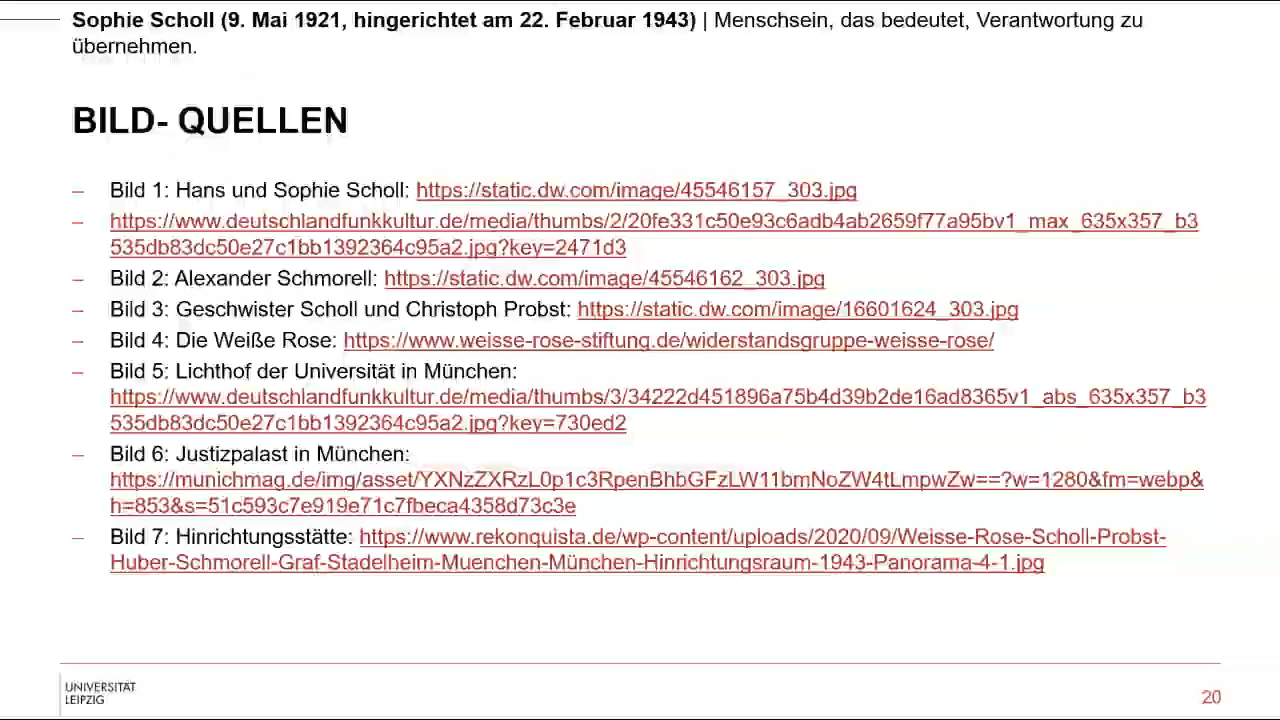 Sophie Scholl (9. Mai 1921, hingerichtet am 22. Februar 1943) | Menschsein, das bedeutet, Verantwortung zu
übernehmen.
BILD- QUELLEN
– Bild 1: Hans und Sophie Scholl: https://static.dw.com/image/45546157_303.jpg
– https://www.deutschlandfunkkultur.de/media/thumbs/2/20fe331c50e93c6adb4ab2659f77a95bv1_max_635x357_b3
535db83dc50e27c1bb1392364c95a2.jpg?key=2471d3
– Bild 2: Alexander Schmorell: https://static.dw.com/image/45546162_303.jpg
– Bild 3: Geschwister Scholl und Christoph Probst: https://static.dw.com/image/16601624_303.jpg
– Bild 4: Die Weiße Rose: https://www.weisse-rose-stiftung.de/widerstandsgruppe-weisse-rose/
– Bild 5: Lichthof der Universität in München:
https://www.deutschlandfunkkultur.de/media/thumbs/3/34222d451896a75b4d39b2de16ad8365v1_abs_635x357_b3
535db83dc50e27c1bb1392364c95a2.jpg?key=730ed2
– Bild 6: Justizpalast in München:
https://munichmag.de/img/asset/YXNzZXRzL0p1c3RpenBhbGFzLW11bmNoZW4tLmpwZw==?w=1280&fm=webp&
h=853&s=51c593c7e919e71c7fbeca4358d73c3e
– Bild 7: Hinrichtungsstätte: https://www.rekonquista.de/wp-content/uploads/2020/09/Weisse-Rose-Scholl-Probst-
Huber-Schmorell-Graf-Stadelheim-Muenchen-München-Hinrichtungsraum-1943-Panorama-4-1.jpg
UNIVERSITÄT
LEIPZIG
20